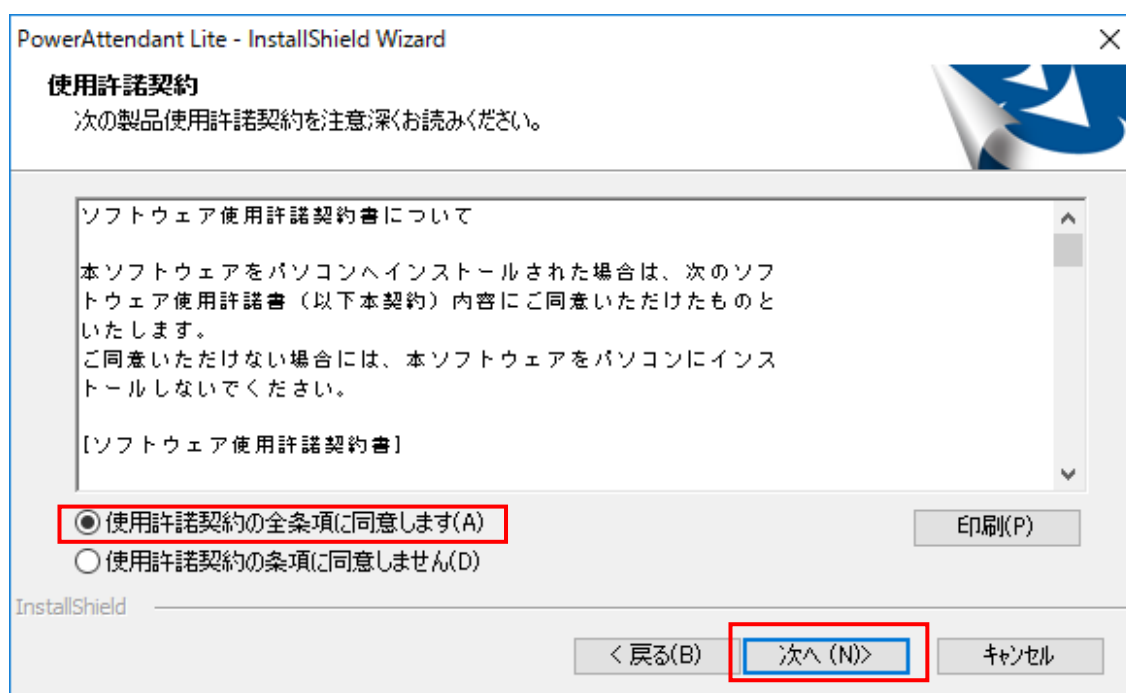 PowerAttendant Lite - InstallShield Wizard
使用許諾契約
次の製品使用許諾契約を注意深くお読みください。
ソフトウェア使用許諾契約書について
本ソフトウェアをパソコンへインストールされた場合は、次のソフ
トウェア使用許諾書（以下本契約）内容にご同意いただけたものと
いたします。
ご同意いただけない場合には、本ソフトウェアをパソコンにインス
トールしないでください。
[ソフトウェア使用許諾契約書]
使用許諾契約の全条項に同意します(A)
印刷(P)
使用許諾契約の条項に同意しません(D)
InstallShield
< 戻る(B)
次へ (N)>
キャンセル